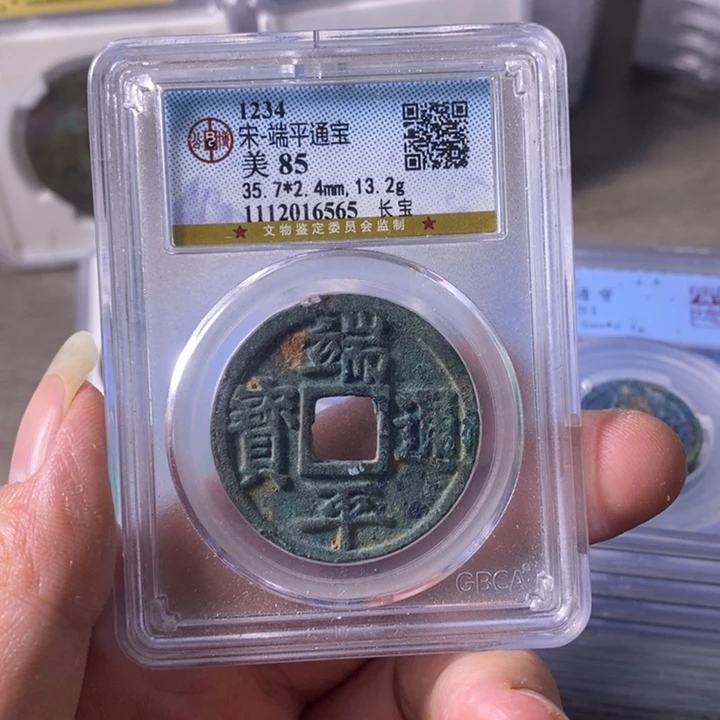 1234
宋-端平通宝
美 85
35.7*2.4mm,13.2g
1112016565 长宝
★ 文物鉴定委员会监制 ★
端
寶 通
平
GBCA